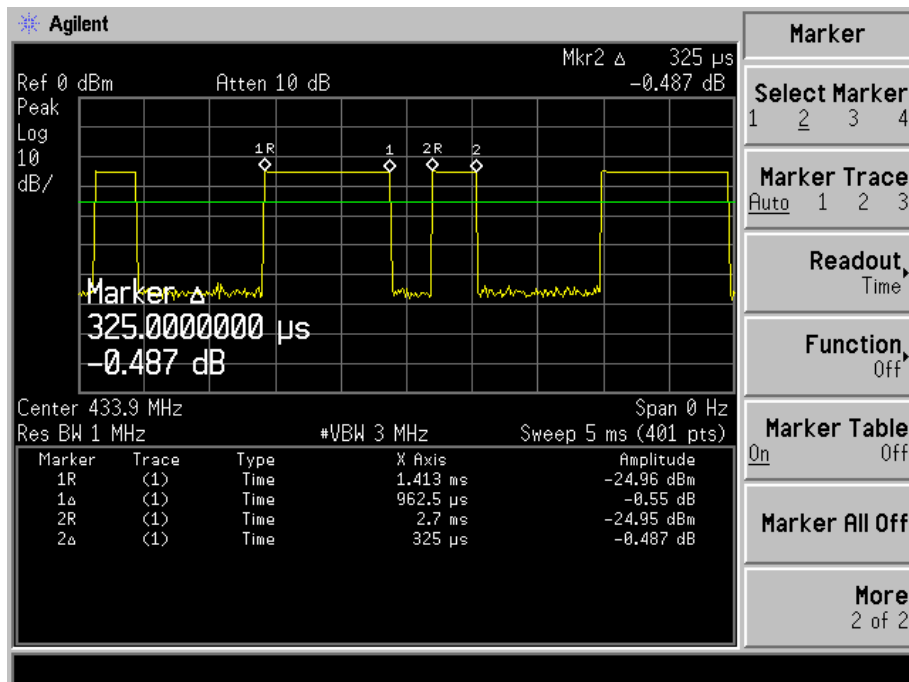 Agilent
Mkr2 Δ 325 µs
Ref 0 dBm Atten 10 dB -0.487 dB
Peak
Log
10
dB/
1R 1 2R 2
Marker Δ
325.0000000 µs
-0.487 dB
Center 433.9 MHz Span 0 Hz
Res BW 1 MHz #VBW 3 MHz Sweep 5 ms (401 pts)
Marker Trace Type X Axis Amplitude
1R (1) Time 1.413 ms -24.96 dBm
1Δ (1) Time 962.5 µs -0.55 dB
2R (1) Time 2.7 ms -24.95 dBm
2Δ (1) Time 325 µs -0.487 dB
Marker
Select Marker
1 2 3 4
Marker Trace
Auto 1 2 3
Readout
Time
Function
Off
Marker Table
On Off
Marker All Off
More
2 of 2